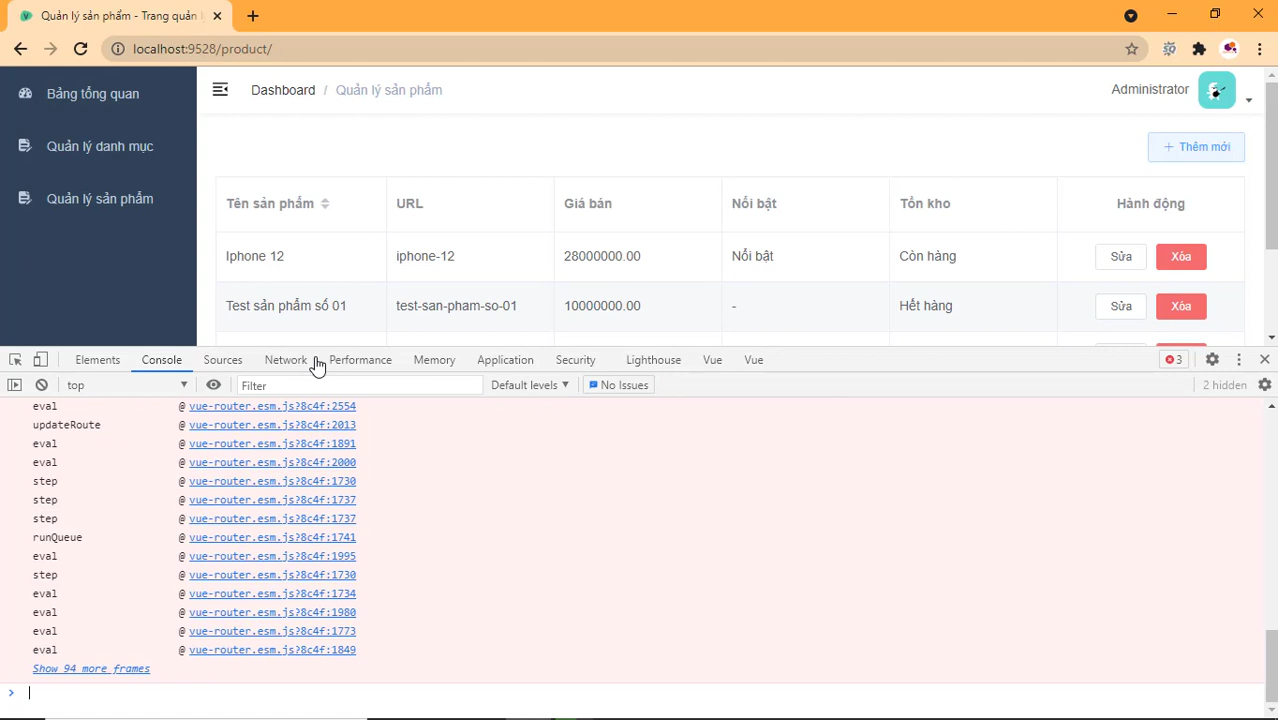 Quản lý sản phẩm - Trang quản l
localhost:9528/product/
Bảng tổng quan
Quản lý danh mục
Quản lý sản phẩm
Dashboard / Quản lý sản phẩm
Administrator
Thêm mới
Tên sản phẩm URL Giá bán Nổi bật Tồn kho Hành động
Iphone 12 iphone-12 28000000.00 Nổi bật Còn hàng Sửa Xóa
Test sản phẩm số 01 test-san-pham-so-01 10000000.00 - Hết hàng Sửa Xóa
Elements Console Sources Network Performance Memory Application Security Lighthouse Vue Vue 3
top Filter Default levels No Issues 2 hidden
eval @ vue-router.esm.js?8c4f:2554
updateRoute @ vue-router.esm.js?8c4f:2013
eval @ vue-router.esm.js?8c4f:1891
eval @ vue-router.esm.js?8c4f:2000
step @ vue-router.esm.js?8c4f:1730
step @ vue-router.esm.js?8c4f:1737
step @ vue-router.esm.js?8c4f:1737
runQueue @ vue-router.esm.js?8c4f:1741
eval @ vue-router.esm.js?8c4f:1995
step @ vue-router.esm.js?8c4f:1730
eval @ vue-router.esm.js?8c4f:1734
eval @ vue-router.esm.js?8c4f:1980
eval @ vue-router.esm.js?8c4f:1773
eval @ vue-router.esm.js?8c4f:1849
Show 94 more frames